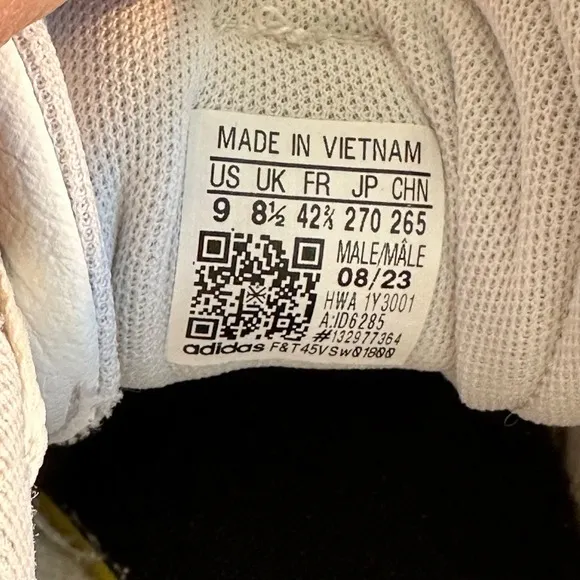 MADE IN VIETNAM
US UK FR JP CHN
9 8½ 42⅔ 270 265
MALE/MÂLE
08/23
HWA 1Y3001
A:ID6285
#132977364
adidas F&T45VSW01800